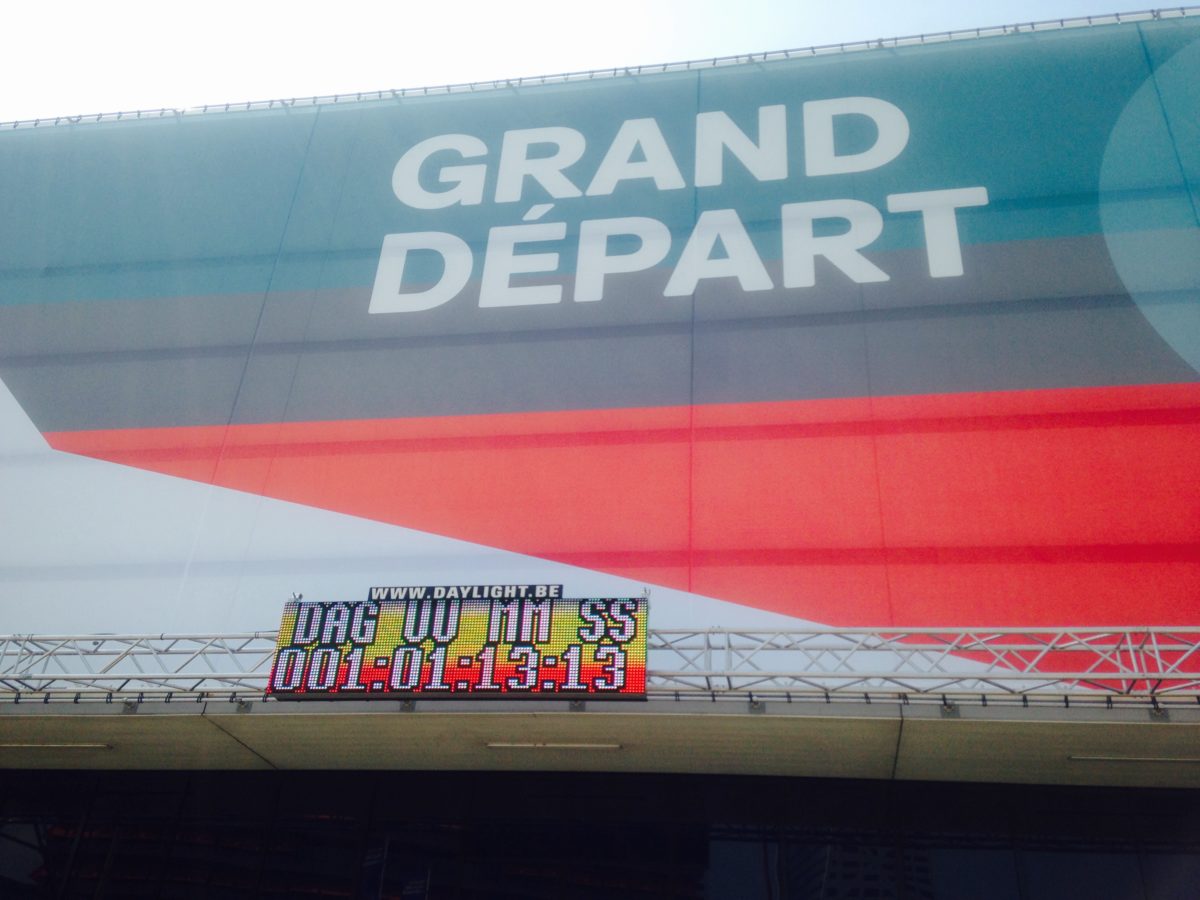 GRAND
DÉPART
WWW.DAYLIGHT.BE
DAG UU MM SS
001:01:13:13